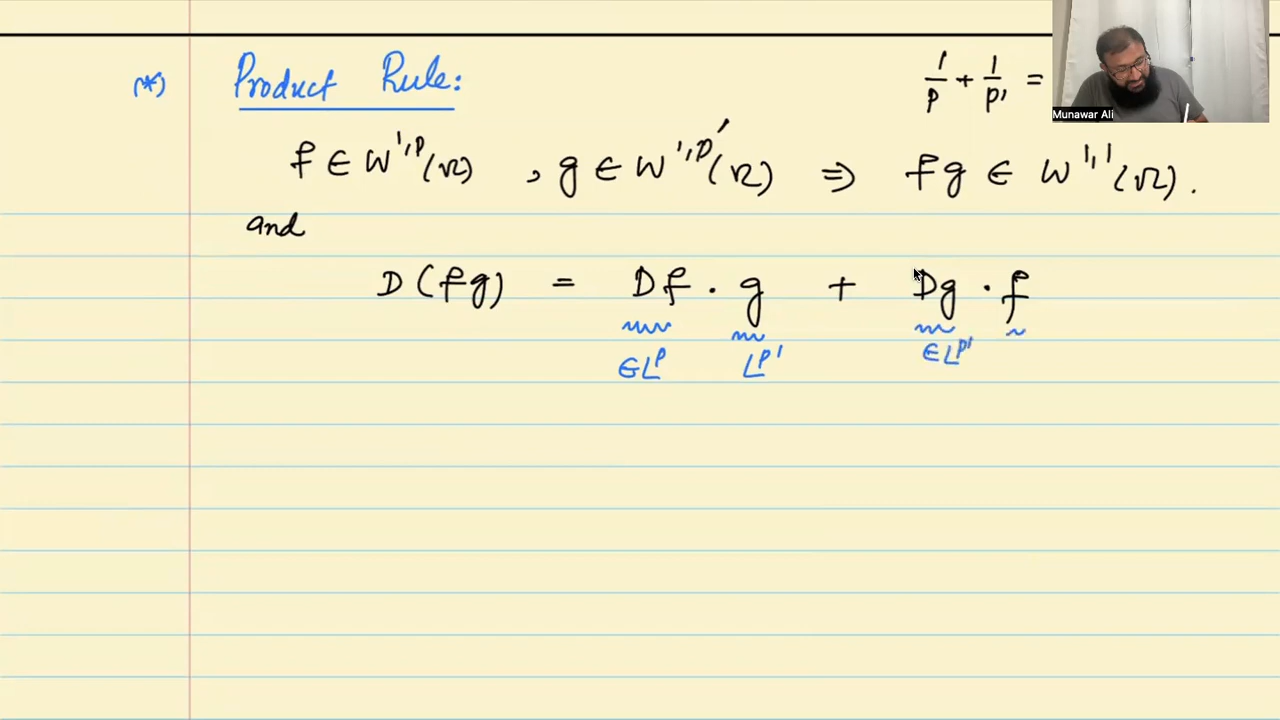 (*) Product Rule: 1/p + 1/p' =
Munawar Ali
f ∈ W^{1,p}(Ω) , g ∈ W^{1,p'}(Ω) ⇒ fg ∈ W^{1,1}(Ω).
and
D(fg) = Df · g + Dg · f
∈L^p L^{p'} ∈L^{p'}